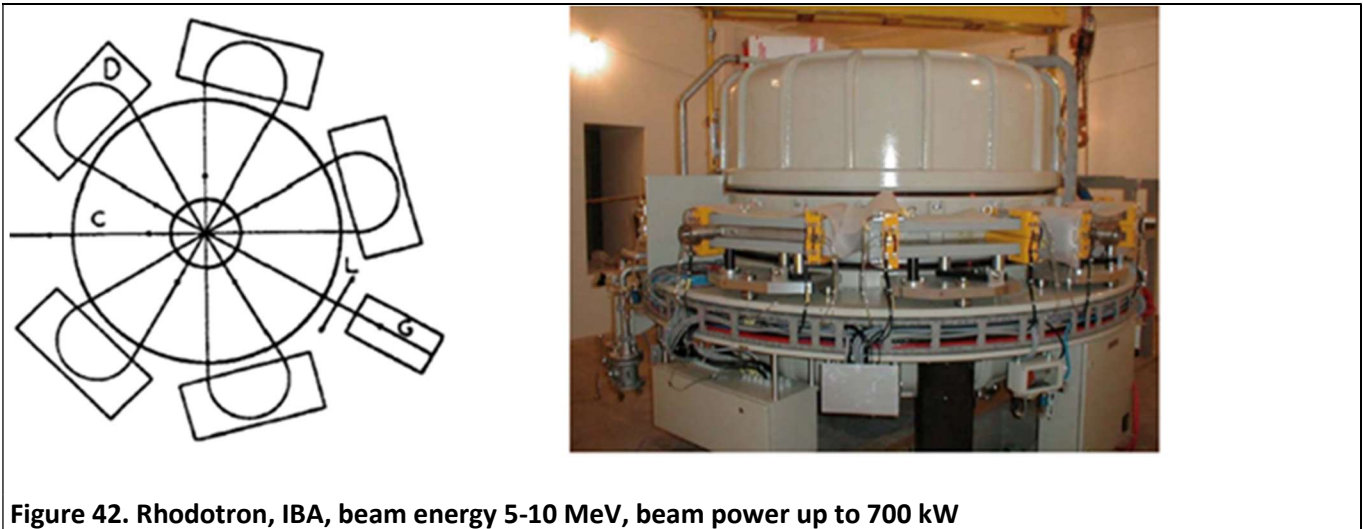 D
C
L
G
Figure 42. Rhodotron, IBA, beam energy 5-10 MeV, beam power up to 700 kW